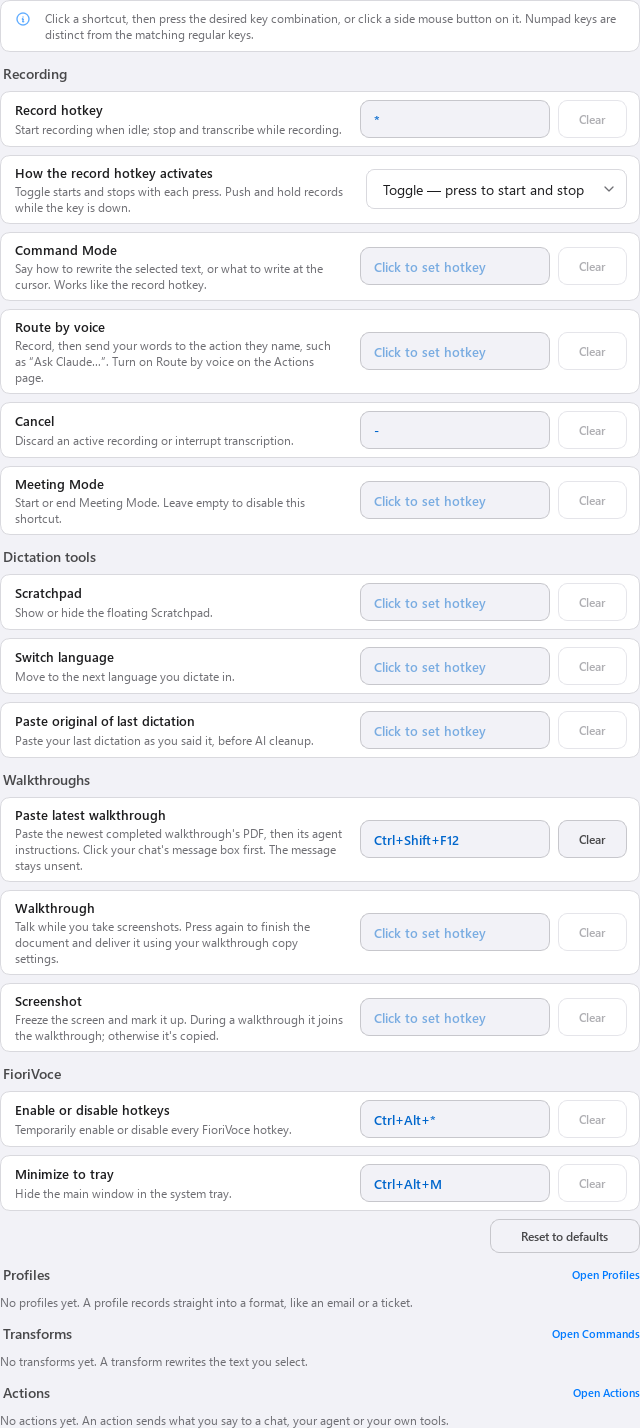 Click a shortcut, then press the desired key combination, or click a side mouse button on it. Numpad keys are
distinct from the matching regular keys.
Recording
Record hotkey
Start recording when idle; stop and transcribe while recording.
*
Clear
How the record hotkey activates
Toggle starts and stops with each press. Push and hold records
while the key is down.
Toggle — press to start and stop
Command Mode
Say how to rewrite the selected text, or what to write at the
cursor. Works like the record hotkey.
Click to set hotkey
Clear
Route by voice
Record, then send your words to the action they name, such
as “Ask Claude...”. Turn on Route by voice on the Actions
page.
Click to set hotkey
Clear
Cancel
Discard an active recording or interrupt transcription.
-
Clear
Meeting Mode
Start or end Meeting Mode. Leave empty to disable this
shortcut.
Click to set hotkey
Clear
Dictation tools
Scratchpad
Show or hide the floating Scratchpad.
Click to set hotkey
Clear
Switch language
Move to the next language you dictate in.
Click to set hotkey
Clear
Paste original of last dictation
Paste your last dictation as you said it, before AI cleanup.
Click to set hotkey
Clear
Walkthroughs
Paste latest walkthrough
Paste the newest completed walkthrough's PDF, then its agent
instructions. Click your chat's message box first. The message
stays unsent.
Ctrl+Shift+F12
Clear
Walkthrough
Talk while you take screenshots. Press again to finish the
document and deliver it using your walkthrough copy
settings.
Click to set hotkey
Clear
Screenshot
Freeze the screen and mark it up. During a walkthrough it joins
the walkthrough; otherwise it's copied.
Click to set hotkey
Clear
FioriVoce
Enable or disable hotkeys
Temporarily enable or disable every FioriVoce hotkey.
Ctrl+Alt+*
Clear
Minimize to tray
Hide the main window in the system tray.
Ctrl+Alt+M
Clear
Reset to defaults
Profiles
Open Profiles
No profiles yet. A profile records straight into a format, like an email or a ticket.
Transforms
Open Commands
No transforms yet. A transform rewrites the text you select.
Actions
Open Actions
No actions yet. An action sends what you say to a chat, your agent or your own tools.